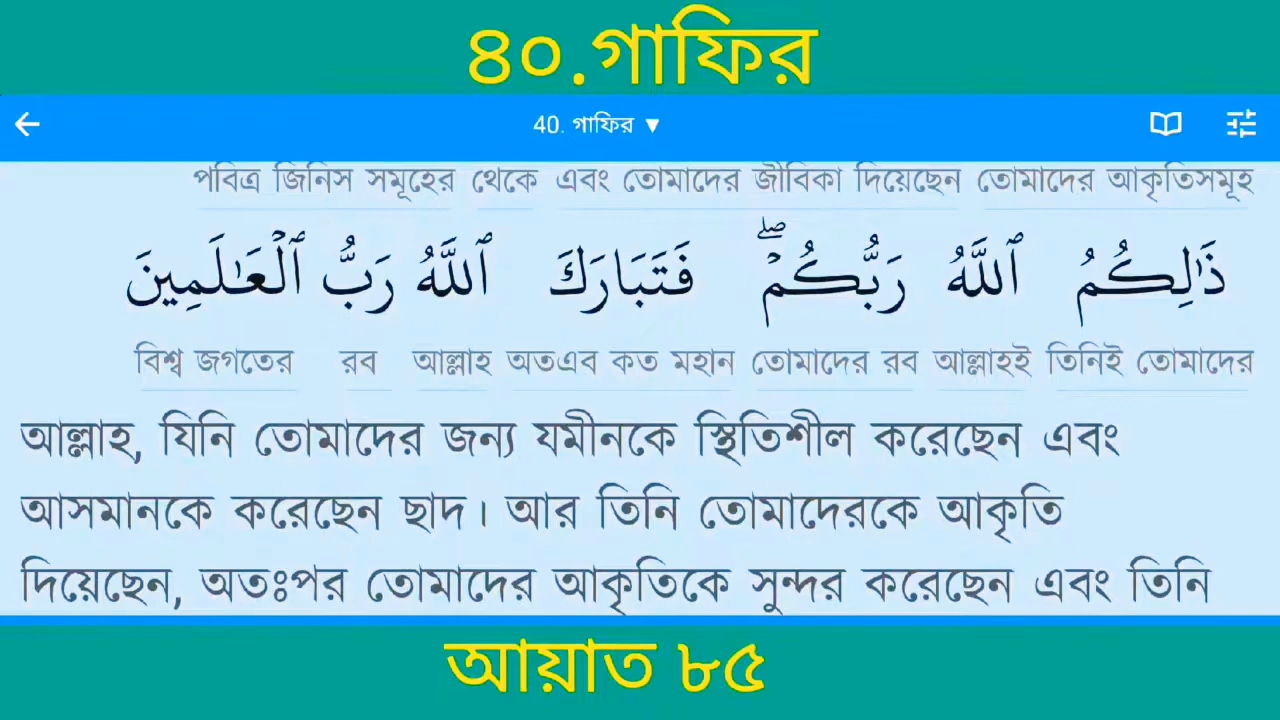 ৪০.গাফির
40. গাফির ▼
পবিত্র জিনিস সমূহের থেকে এবং তোমাদের জীবিকা দিয়েছেন তোমাদের আকৃতিসমূহ
ذَٰلِكُمُ ٱللَّهُ رَبُّكُمْ ۖ فَتَبَارَكَ ٱللَّهُ رَبُّ ٱلْعَـٰلَمِينَ
বিশ্ব জগতের রব আল্লাহ অতএব কত মহান তোমাদের রব আল্লাহই তিনিই তোমাদের
আল্লাহ, যিনি তোমাদের জন্য যমীনকে স্থিতিশীল করেছেন এবং
আসমানকে করেছেন ছাদ। আর তিনি তোমাদেরকে আকৃতি
দিয়েছেন, অতঃপর তোমাদের আকৃতিকে সুন্দর করেছেন এবং তিনি
আয়াত ৮৫